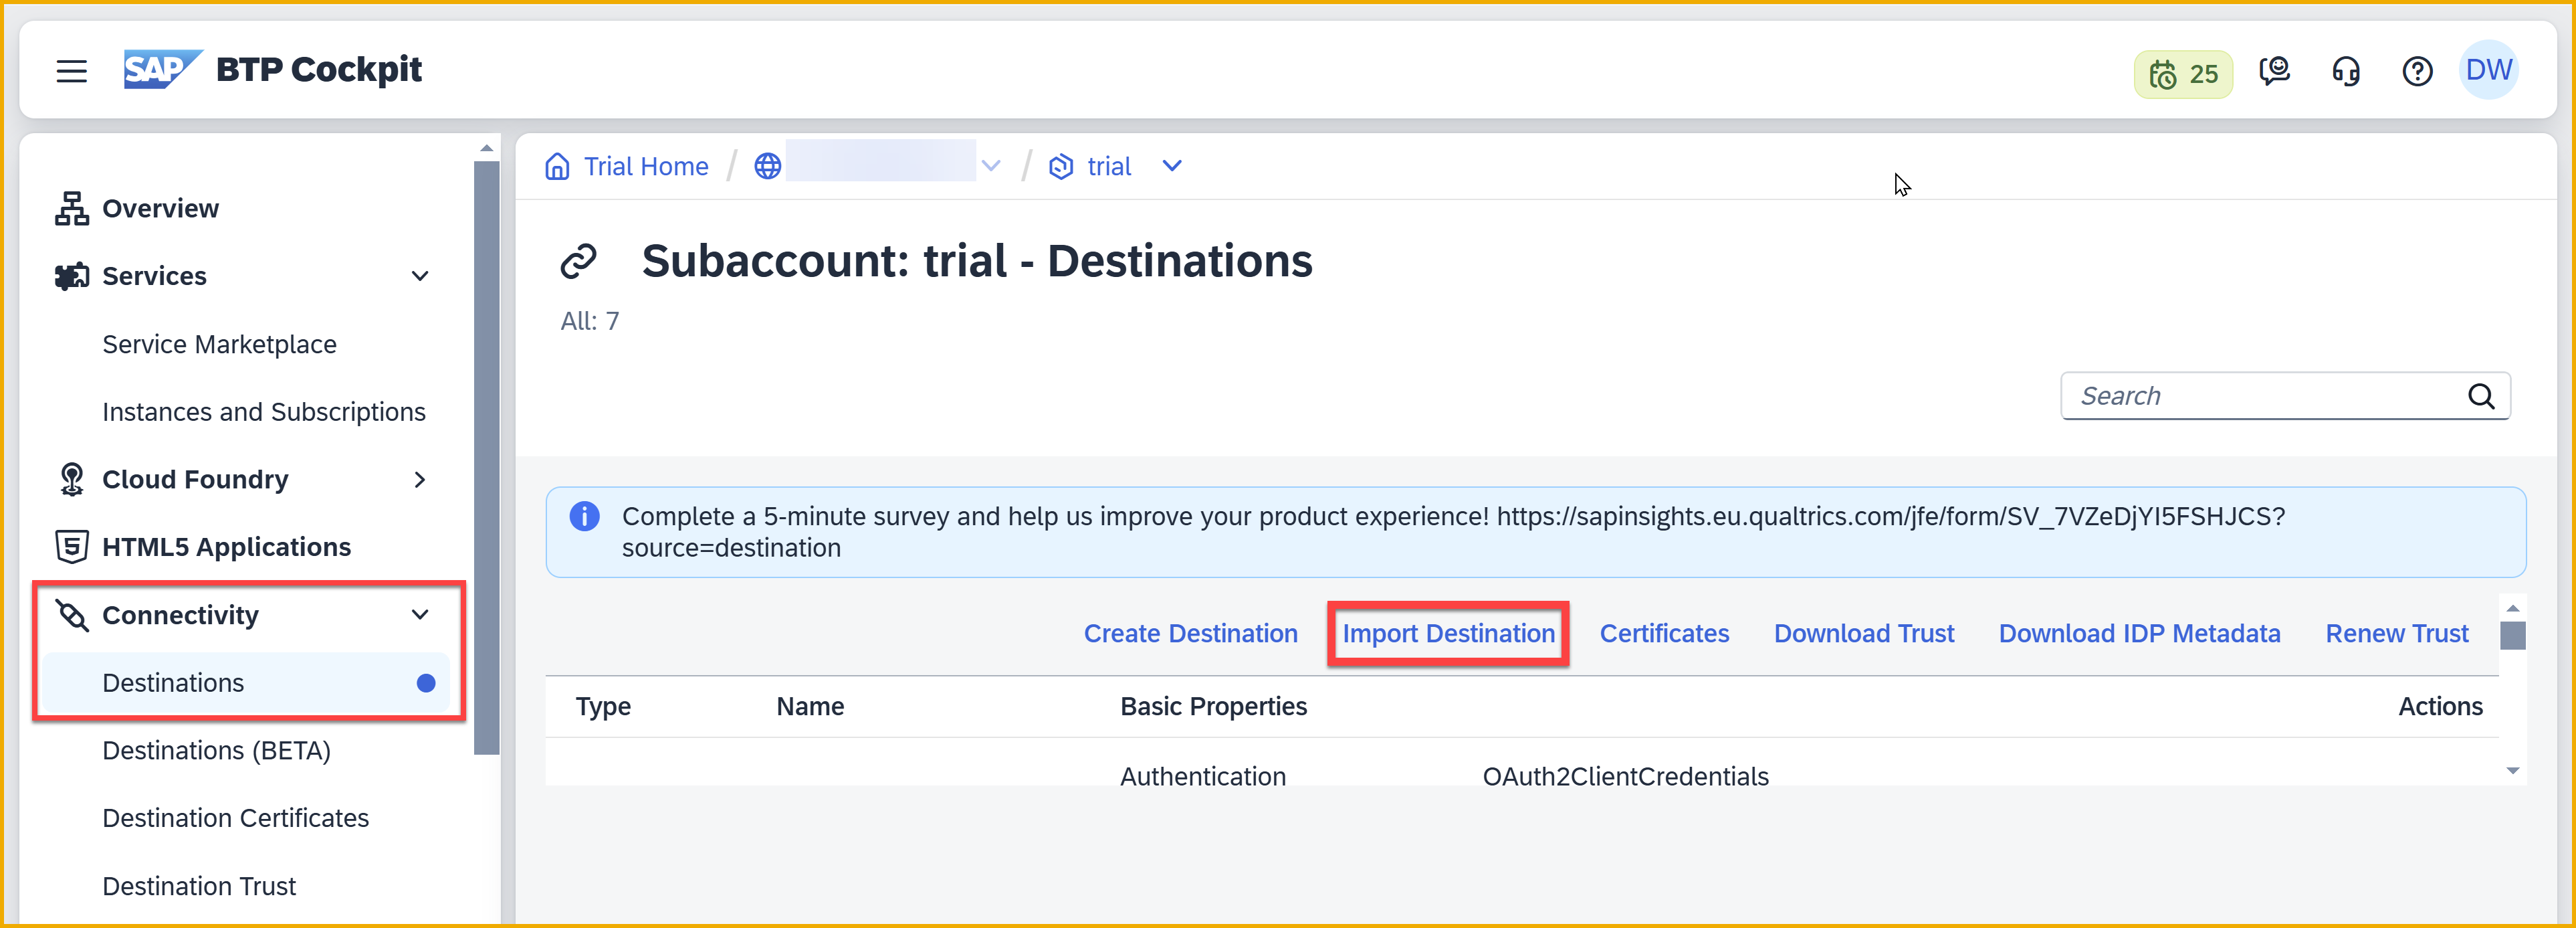 SAP BTP Cockpit
25
DW
Overview
Services
Service Marketplace
Instances and Subscriptions
Cloud Foundry
HTML5 Applications
Connectivity
Destinations
Destinations (BETA)
Destination Certificates
Destination Trust
Trial Home / / trial
Subaccount: trial - Destinations
All: 7
Search
Complete a 5-minute survey and help us improve your product experience! https://sapinsights.eu.qualtrics.com/jfe/form/SV_7VZeDjYI5FSHJCS?
source=destination
Create Destination Import Destination Certificates Download Trust Download IDP Metadata Renew Trust
Type Name Basic Properties Actions
Authentication OAuth2ClientCredentials